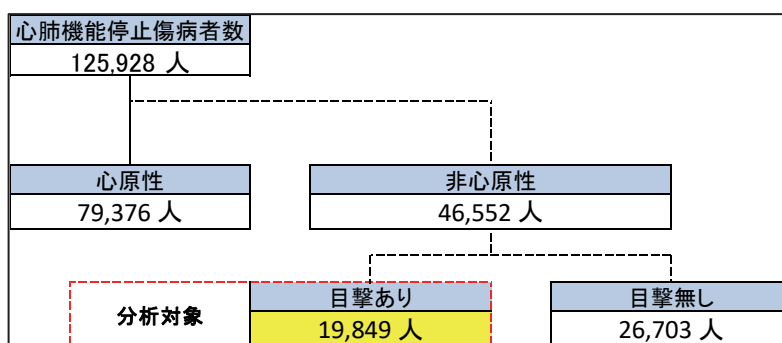 心肺機能停止傷病者数
125,928 人
心原性
79,376 人
非心原性
46,552 人
分析対象
目撃あり
19,849 人
目撃無し
26,703 人